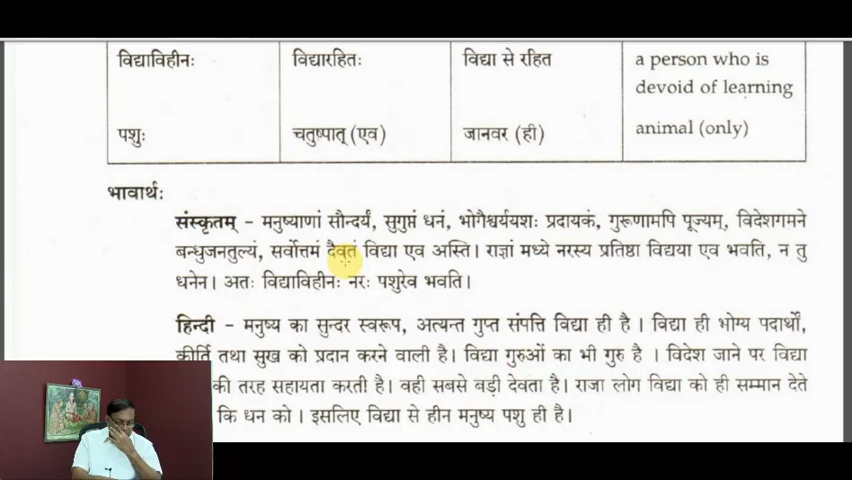 विद्याविहीनः विद्यारहितः विद्या से रहित a person who is
devoid of learning
पशुः चतुष्पात् (एव) जानवर (ही) animal (only)
भावार्थः
संस्कृतम् – मनुष्याणां सौन्दर्यं, सुगुप्तं धनं, भोगैश्वर्ययशः प्रदायकं, गुरूणामपि पूज्यम्, विदेशगमने
बन्धुजनतुल्यं, सर्वोत्तमं दैवतं विद्या एव अस्ति। राज्ञां मध्ये नरस्य प्रतिष्ठा विद्यया एव भवति, न तु
धनेन। अतः विद्याविहीनः नरः पशुरेव भवति।
हिन्दी – मनुष्य का सुन्दर स्वरूप, अत्यन्त गुप्त संपत्ति विद्या ही है । विद्या ही भोग्य पदार्थों,
कीर्ति तथा सुख को प्रदान करने वाली है। विद्या गुरुओं का भी गुरु है । विदेश जाने पर विद्या
की तरह सहायता करती है। वही सबसे बड़ी देवता है। राजा लोग विद्या को ही सम्मान देते
कि धन को । इसलिए विद्या से हीन मनुष्य पशु ही है।